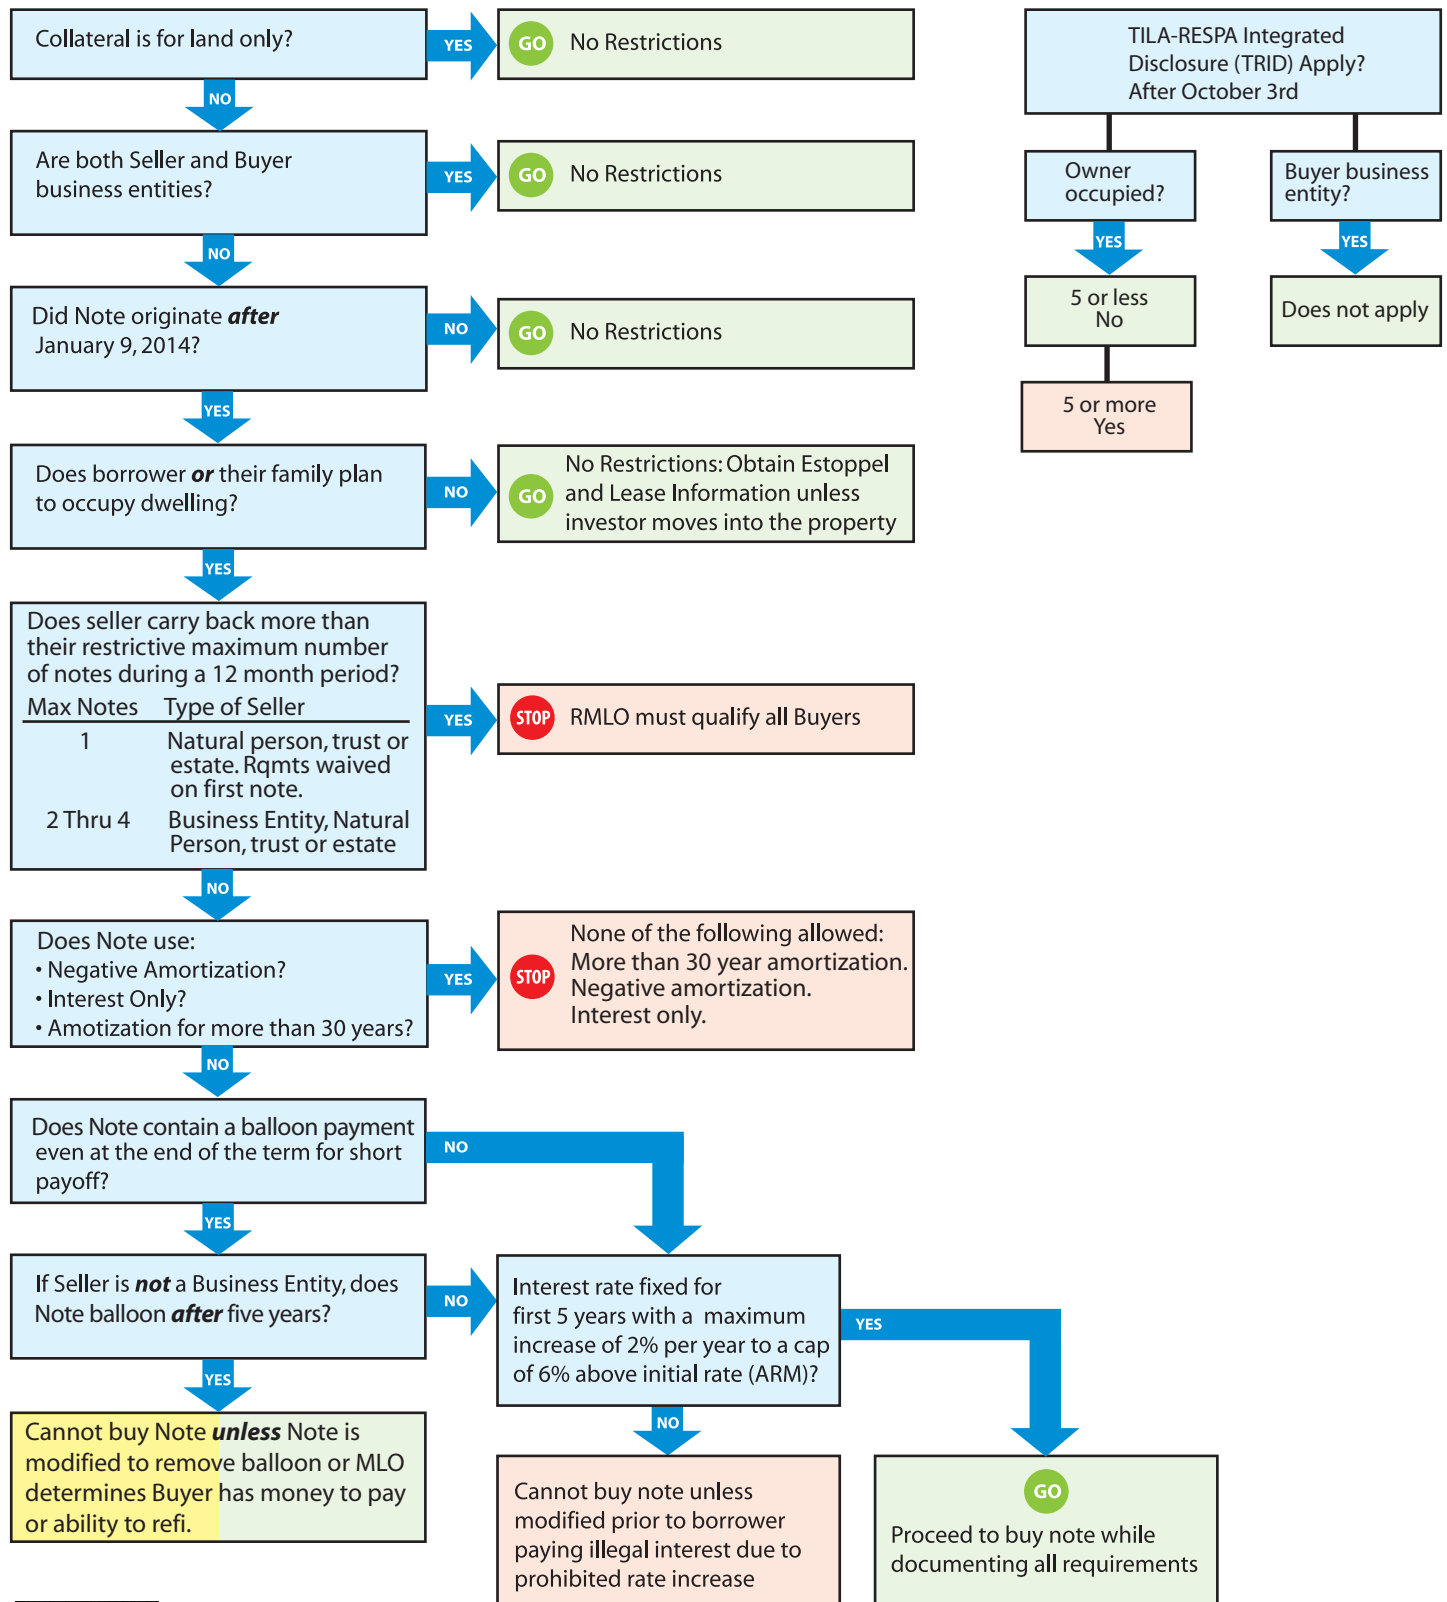 Collateral is for land only?
YES
GO
No Restrictions
NO
Are both Seller and Buyer
business entities?
YES
GO
No Restrictions
NO
Did Note originate after
January 9, 2014?
NO
GO
No Restrictions
YES
Does borrower or their family plan
to occupy dwelling?
NO
GO
No Restrictions: Obtain Estoppel
and Lease Information unless
investor moves into the property
YES
Does seller carry back more than
their restrictive maximum number
of notes during a 12 month period?
Max Notes Type of Seller
1 Natural person, trust or
estate. Rqmts waived
on first note.
2 Thru 4 Business Entity, Natural
Person, trust or estate
YES
STOP
RMLO must qualify all Buyers
NO
Does Note use:
• Negative Amortization?
• Interest Only?
• Amotization for more than 30 years?
YES
STOP
None of the following allowed:
More than 30 year amortization.
Negative amortization.
Interest only.
NO
Does Note contain a balloon payment
even at the end of the term for short
payoff?
NO
YES
If Seller is not a Business Entity, does
Note balloon after five years?
NO
Interest rate fixed for
first 5 years with a maximum
increase of 2% per year to a cap
of 6% above initial rate (ARM)?
YES
YES
Cannot buy Note unless Note is
modified to remove balloon or MLO
determines Buyer has money to pay
or ability to refi.
NO
Cannot buy note unless
modified prior to borrower
paying illegal interest due to
prohibited rate increase
GO
Proceed to buy note while
documenting all requirements
TILA-RESPA Integrated
Disclosure (TRID) Apply?
After October 3rd
Owner
occupied?
YES
5 or less
No
5 or more
Yes
Buyer business
entity?
YES
Does not apply